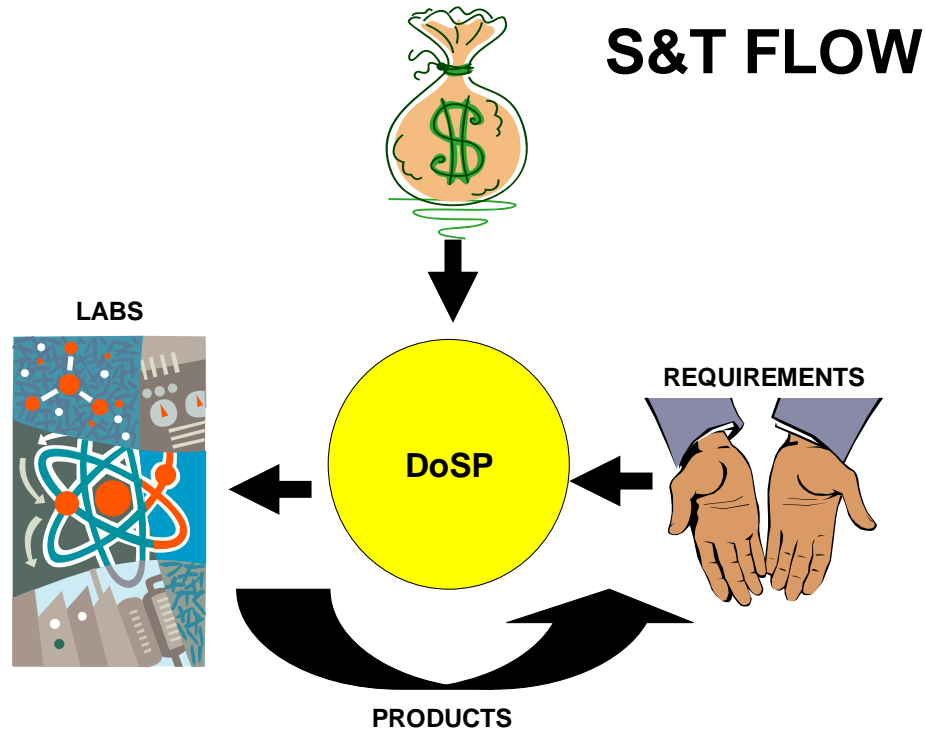 S&T FLOW
$
LABS
REQUIREMENTS
DoSP
PRODUCTS